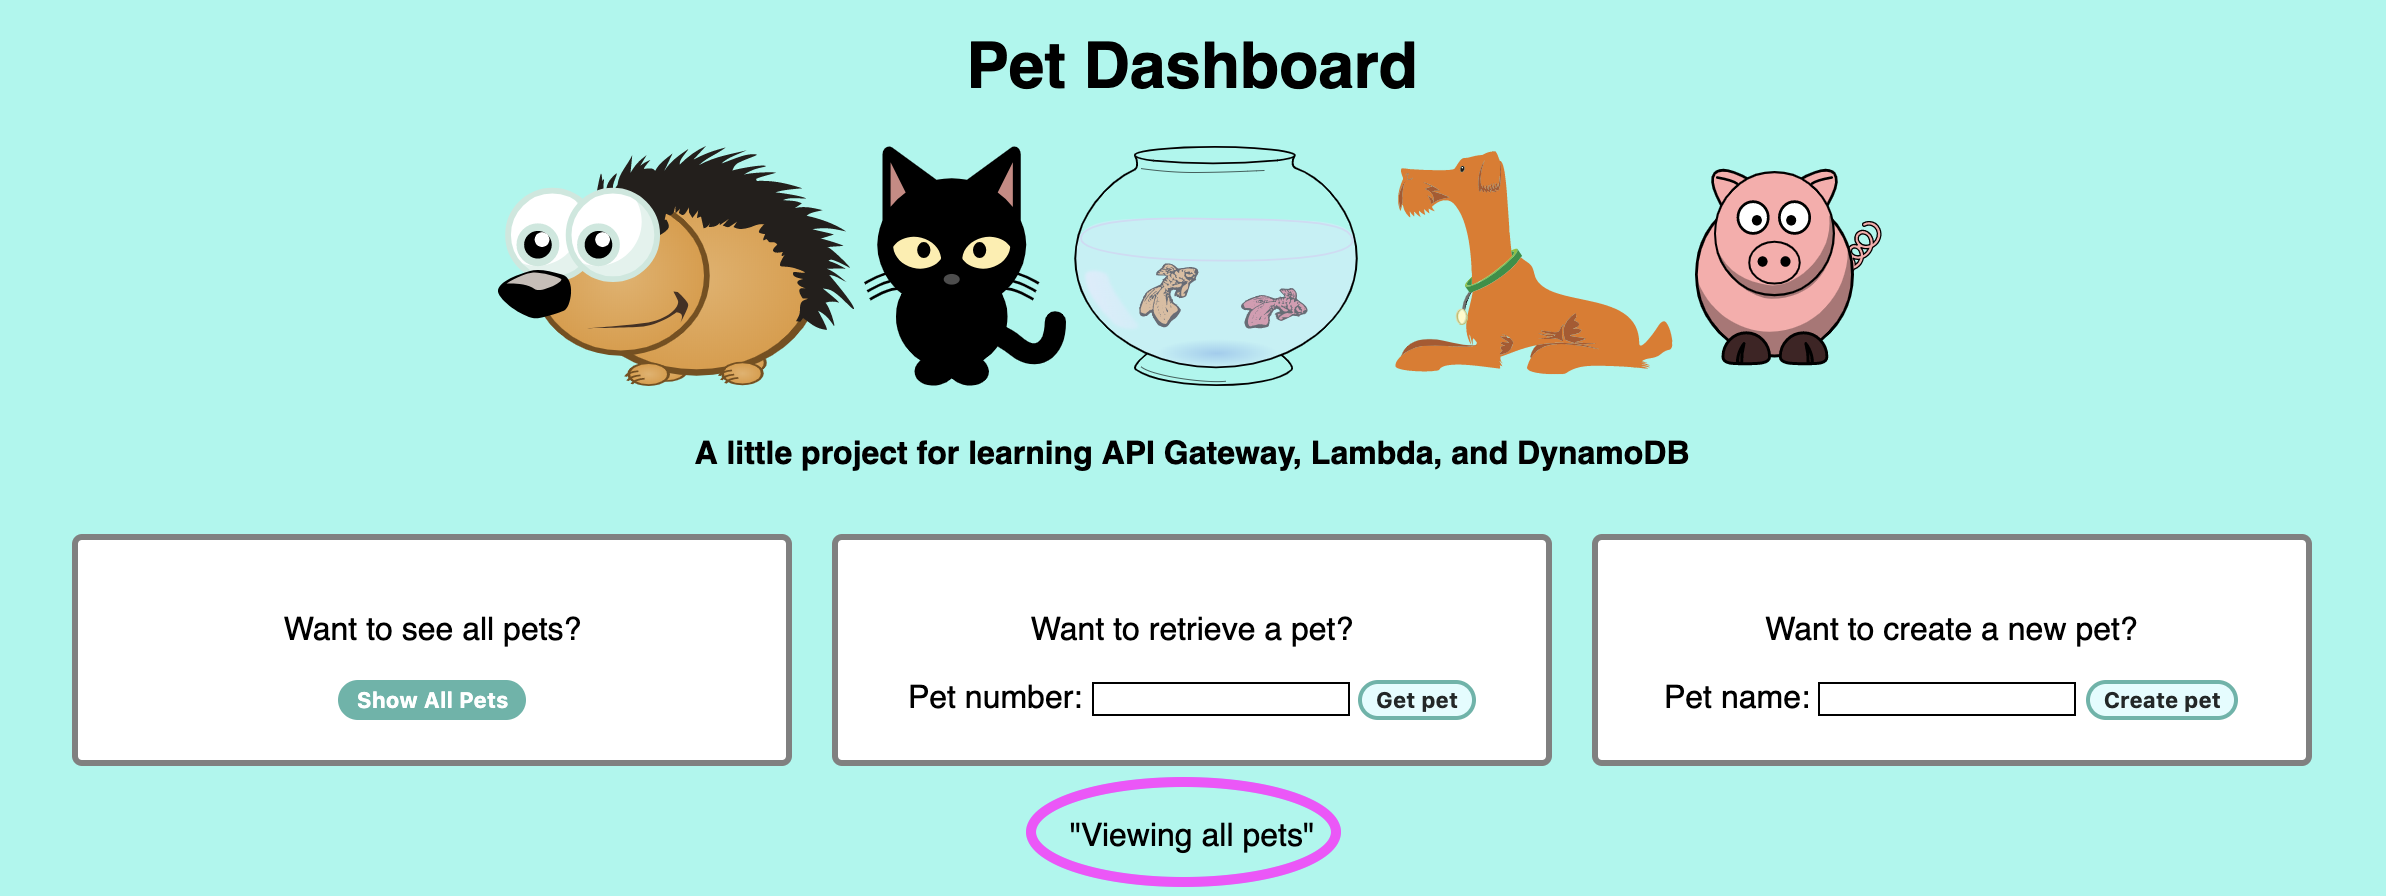 Pet Dashboard
A little project for learning API Gateway, Lambda, and DynamoDB
Want to see all pets?
Show All Pets
Want to retrieve a pet?
Pet number: Get pet
Want to create a new pet?
Pet name: Create pet
"Viewing all pets"